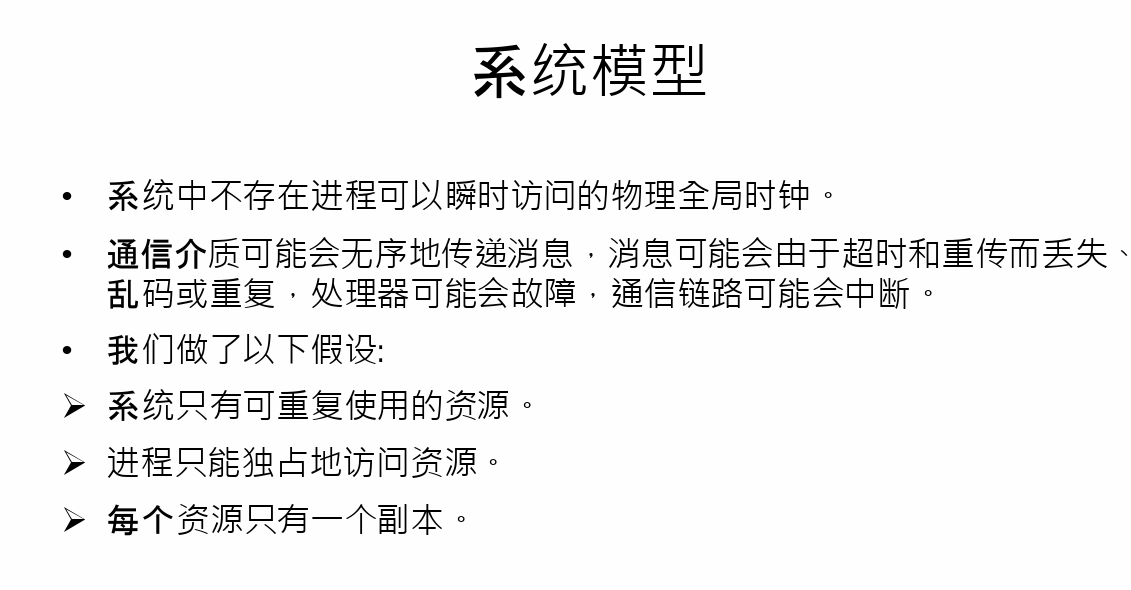 系统模型
• 系统中不存在进程可以瞬时访问的物理全局时钟。
• 通信介质可能会无序地传递消息，消息可能会由于超时和重传而丢失、
乱码或重复，处理器可能会故障，通信链路可能会中断。
• 我们做了以下假设:
➢ 系统只有可重复使用的资源。
➢ 进程只能独占地访问资源。
➢ 每个资源只有一个副本。